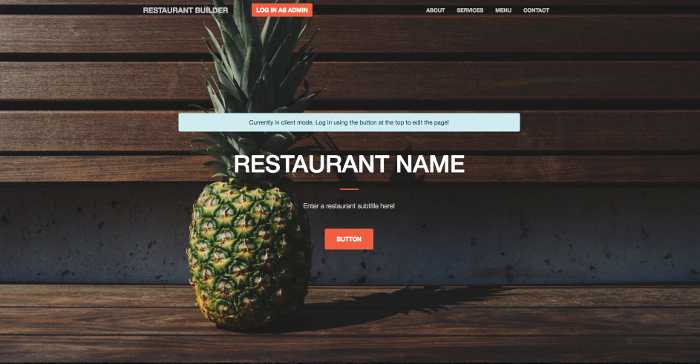 RESTAURANT BUILDER
LOG IN AS ADMIN
ABOUT
SERVICES
MENU
CONTACT
Currently in client mode. Log in using the button at the top to edit the page!
RESTAURANT NAME
Enter a restaurant subtitle here!
BUTTON